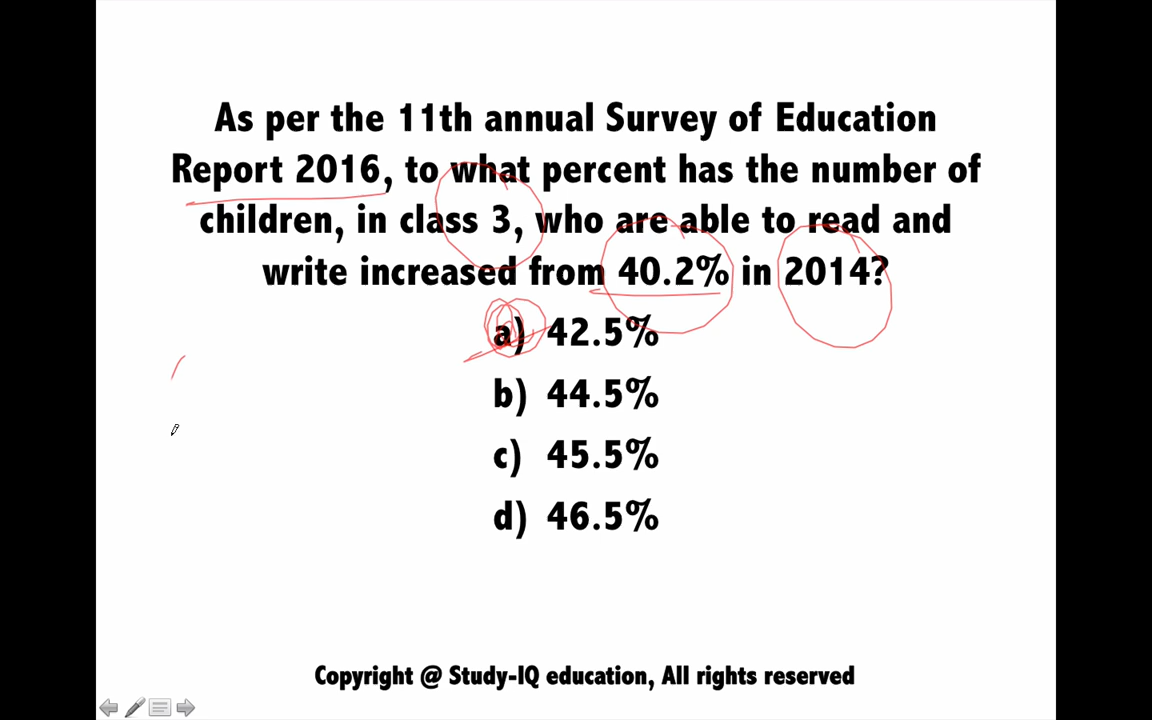 As per the 11th annual Survey of Education
Report 2016, to what percent has the number of
children, in class 3, who are able to read and
write increased from 40.2% in 2014?
a) 42.5%
b) 44.5%
c) 45.5%
d) 46.5%
Copyright @ Study-IQ education, All rights reserved